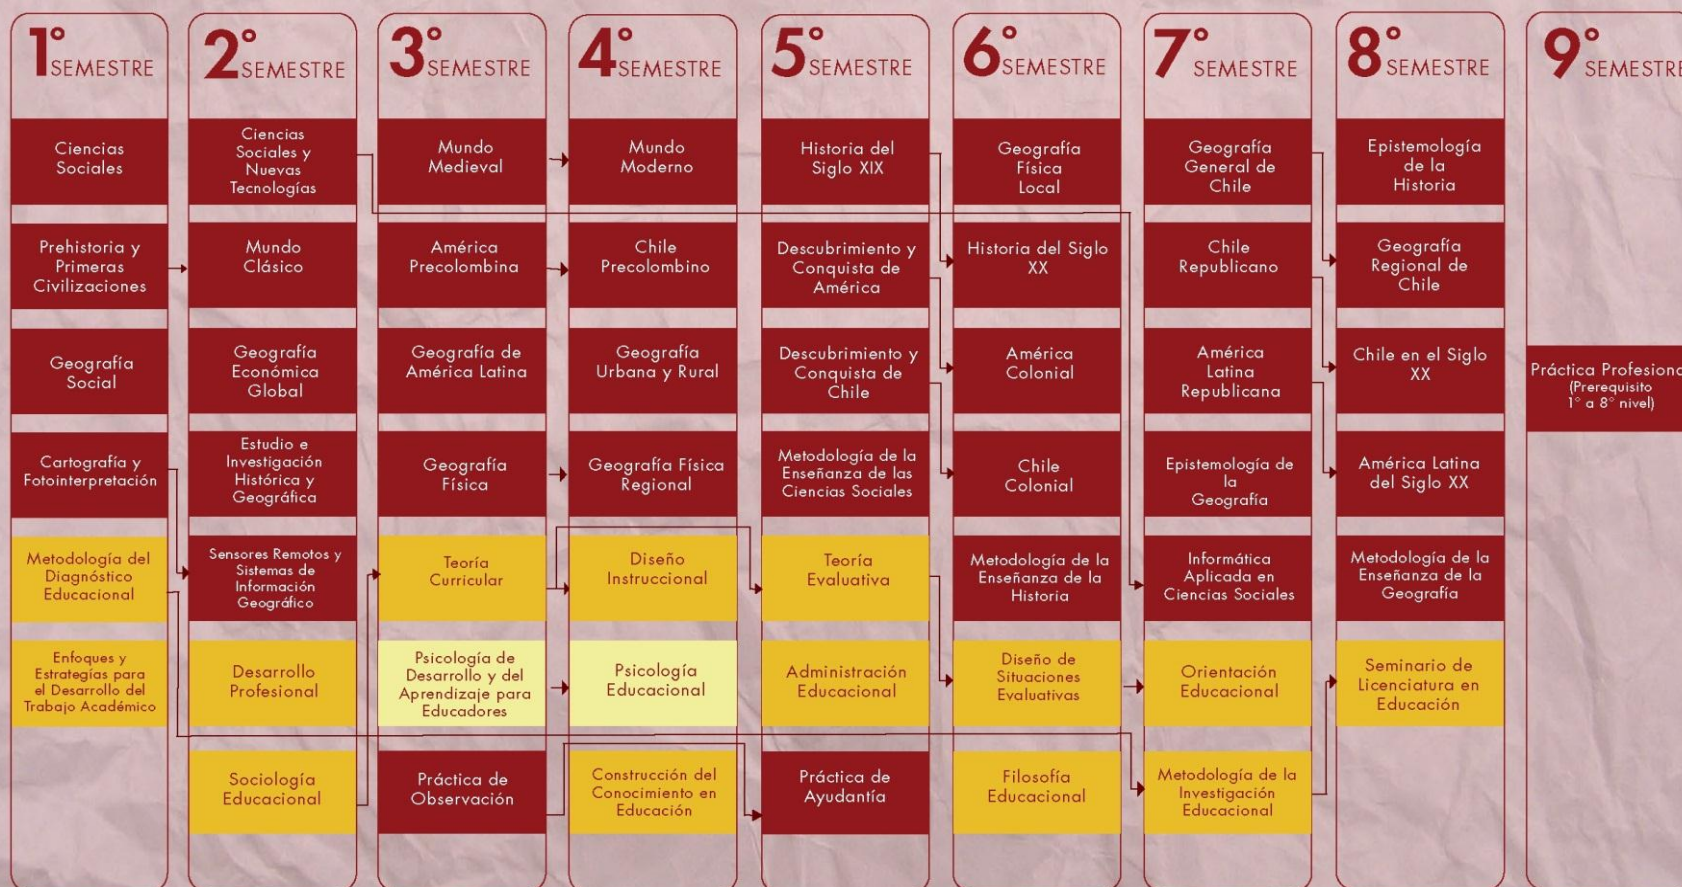 1° SEMESTRE
Ciencias
Sociales
Prehistoria y
Primeras
Civilizaciones
Geografía
Social
Cartografía y
Fotointerpretación
Metodología del
Diagnóstico
Educacional
Enfoques y
Estrategías para
el Desarrollo del
Trabajo Académico
2° SEMESTRE
Ciencias
Sociales y
Nuevas
Tecnologías
Mundo
Clásico
Geografía
Económica
Global
Estudio e
Investigación
Histórica y
Geográfica
Sensores Remotos y
Sistemas de
Información
Geográfico
Desarrollo
Profesional
Sociología
Educacional
3° SEMESTRE
Mundo
Medieval
América
Precolombina
Geografía de
América Latina
Geografía
Física
Teoría
Curricular
Psicología de
Desarrollo y del
Aprendizaje para
Educadores
Práctica de
Observación
4° SEMESTRE
Mundo
Moderno
Chile
Precolombino
Geografía
Urbana y Rural
Geografía Física
Regional
Diseño
Instruccional
Psicología
Educacional
Construcción del
Conocimiento en
Educación
5° SEMESTRE
Historia del
Siglo XIX
Descubrimiento y
Conquista de
América
Descubrimiento y
Conquista de
Chile
Metodología de la
Enseñanza de las
Ciencias Sociales
Teoría
Evaluativa
Administración
Educacional
Práctica de
Ayudantía
6° SEMESTRE
Geografía
Física
Local
Historia del Siglo
XX
América
Colonial
Chile
Colonial
Metodología de la
Enseñanza de la
Historia
Diseño de
Situaciones
Evaluativas
Filosofía
Educacional
7° SEMESTRE
Geografía
General de
Chile
Chile
Republicano
América
Latina
Republicana
Epistemología de
la
Geografía
Informática
Aplicada en
Ciencias Sociales
Orientación
Educacional
Metodología de la
Investigación
Educacional
8° SEMESTRE
Epistemología
de la
Historia
Geografía
Regional de
Chile
Chile en el Siglo
XX
América Latina
del Siglo XX
Metodología de la
Enseñanza de la
Geografía
Seminario de
Licenciatura en
Educación
9° SEMESTRE
Práctica Profesional
(Prerequisito
1° a 8° nivel)